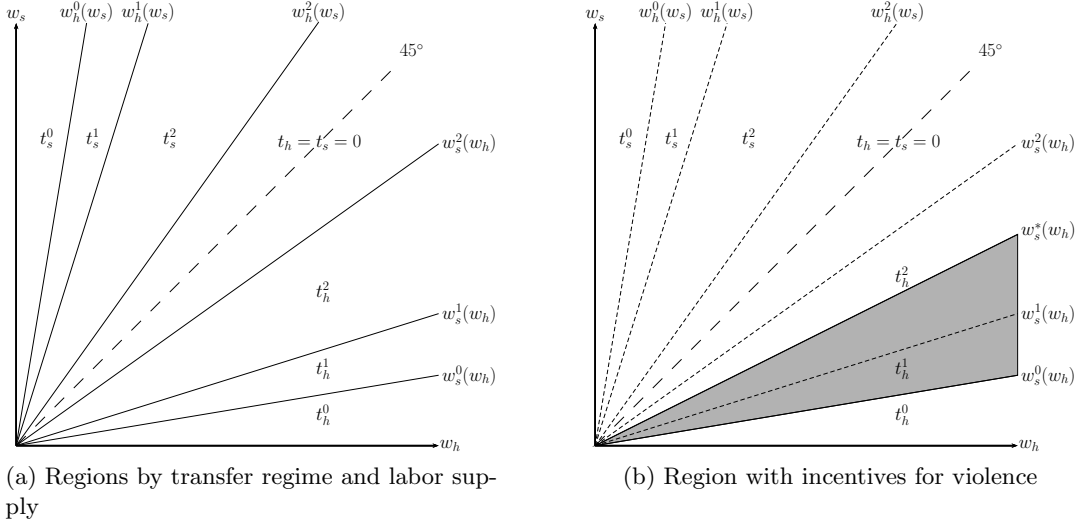 w_s
w_h^0(w_s)
w_h^1(w_s)
w_h^2(w_s)
45°
t_s^0
t_s^1
t_s^2
t_h = t_s = 0
w_s^2(w_h)
t_h^2
w_s^1(w_h)
t_h^1
w_s^0(w_h)
t_h^0
w_h
(a) Regions by transfer regime and labor sup-
ply
w_s
w_h^0(w_s)
w_h^1(w_s)
w_h^2(w_s)
45°
t_s^0
t_s^1
t_s^2
t_h = t_s = 0
w_s^2(w_h)
w_s^*(w_h)
t_h^2
w_s^1(w_h)
t_h^1
w_s^0(w_h)
t_h^0
w_h
(b) Region with incentives for violence